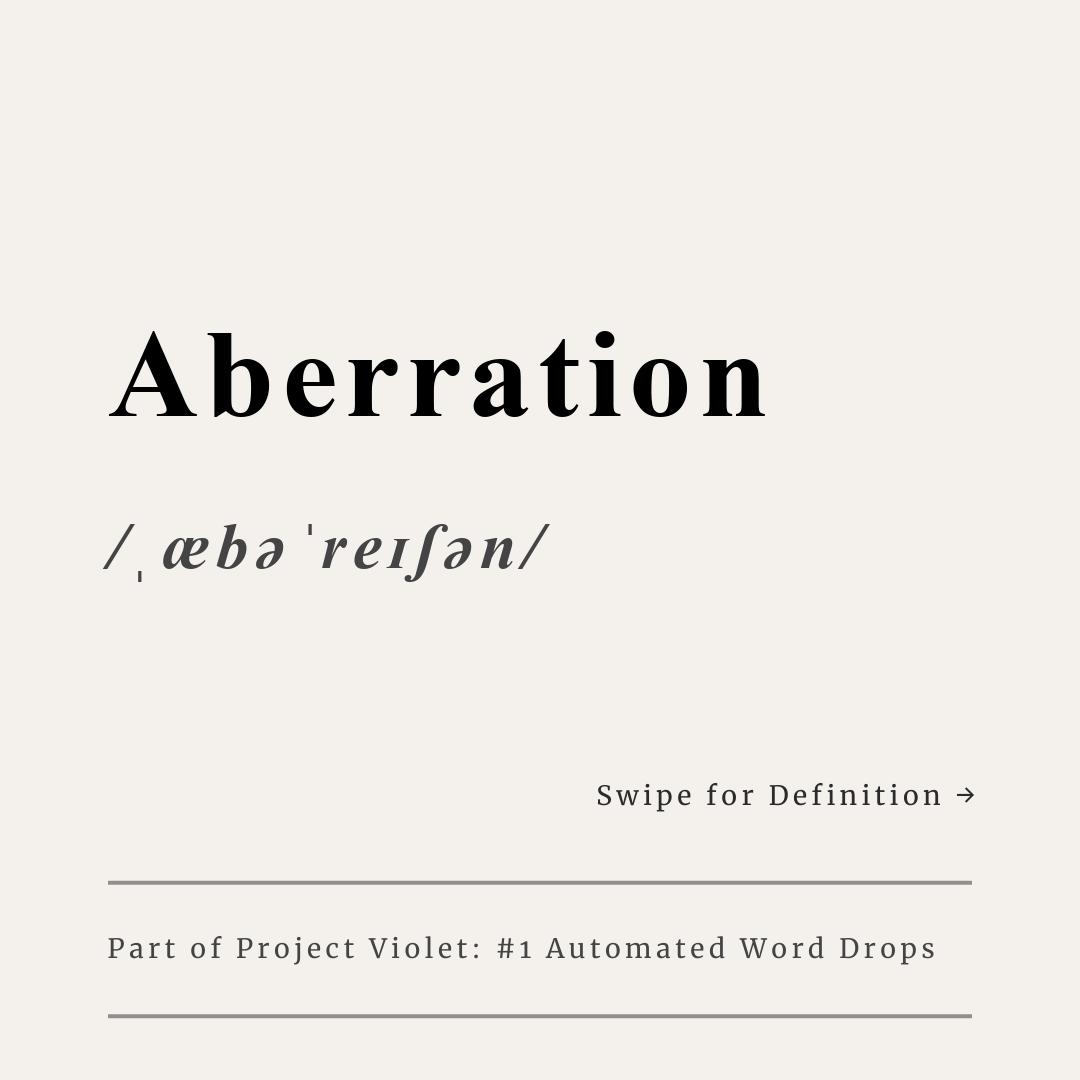 Aberration
/ˌæbəˈreɪʃən/
Swipe for Definition →
Part of Project Violet: #1 Automated Word Drops